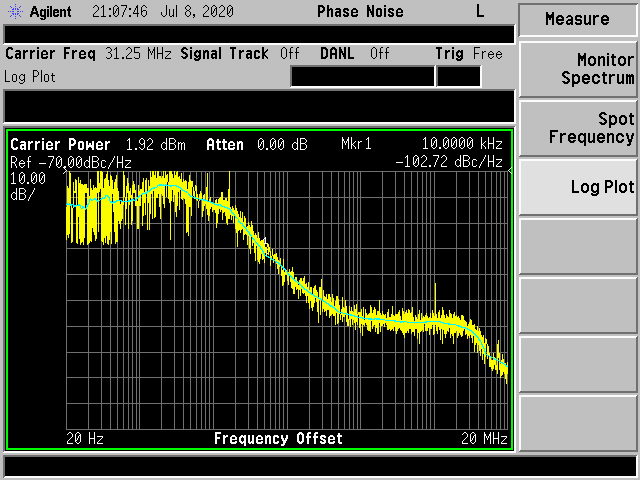 Agilent 21:07:46 Jul 8, 2020 Phase Noise L
Measure
Carrier Freq 31.25 MHz Signal Track Off DANL Off Trig Free
Log Plot
Monitor
Spectrum
Spot
Frequency
Log Plot
Carrier Power 1.92 dBm Atten 0.00 dB Mkr1 10.0000 kHz
Ref -70.00dBc/Hz -102.72 dBc/Hz
10.00
dB/
20 Hz Frequency Offset 20 MHz